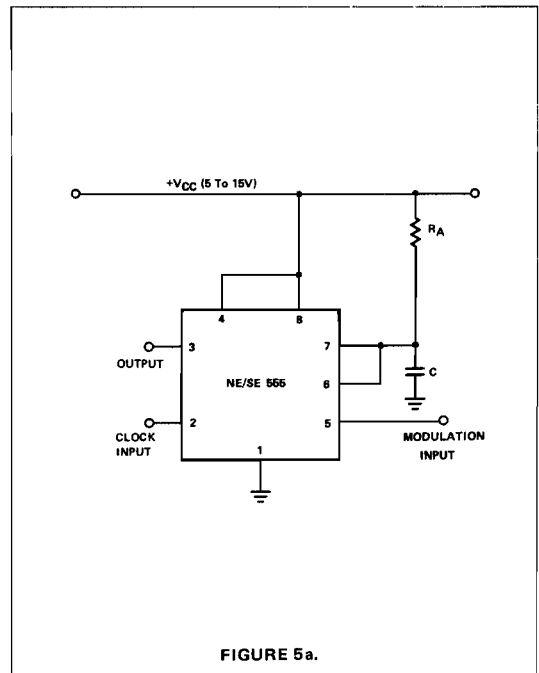 +VCC (5 To 15V)
RA
4
8
3
7
OUTPUT
6
C
NE/SE 555
2
5
CLOCK
INPUT
MODULATION
INPUT
1
FIGURE 5a.